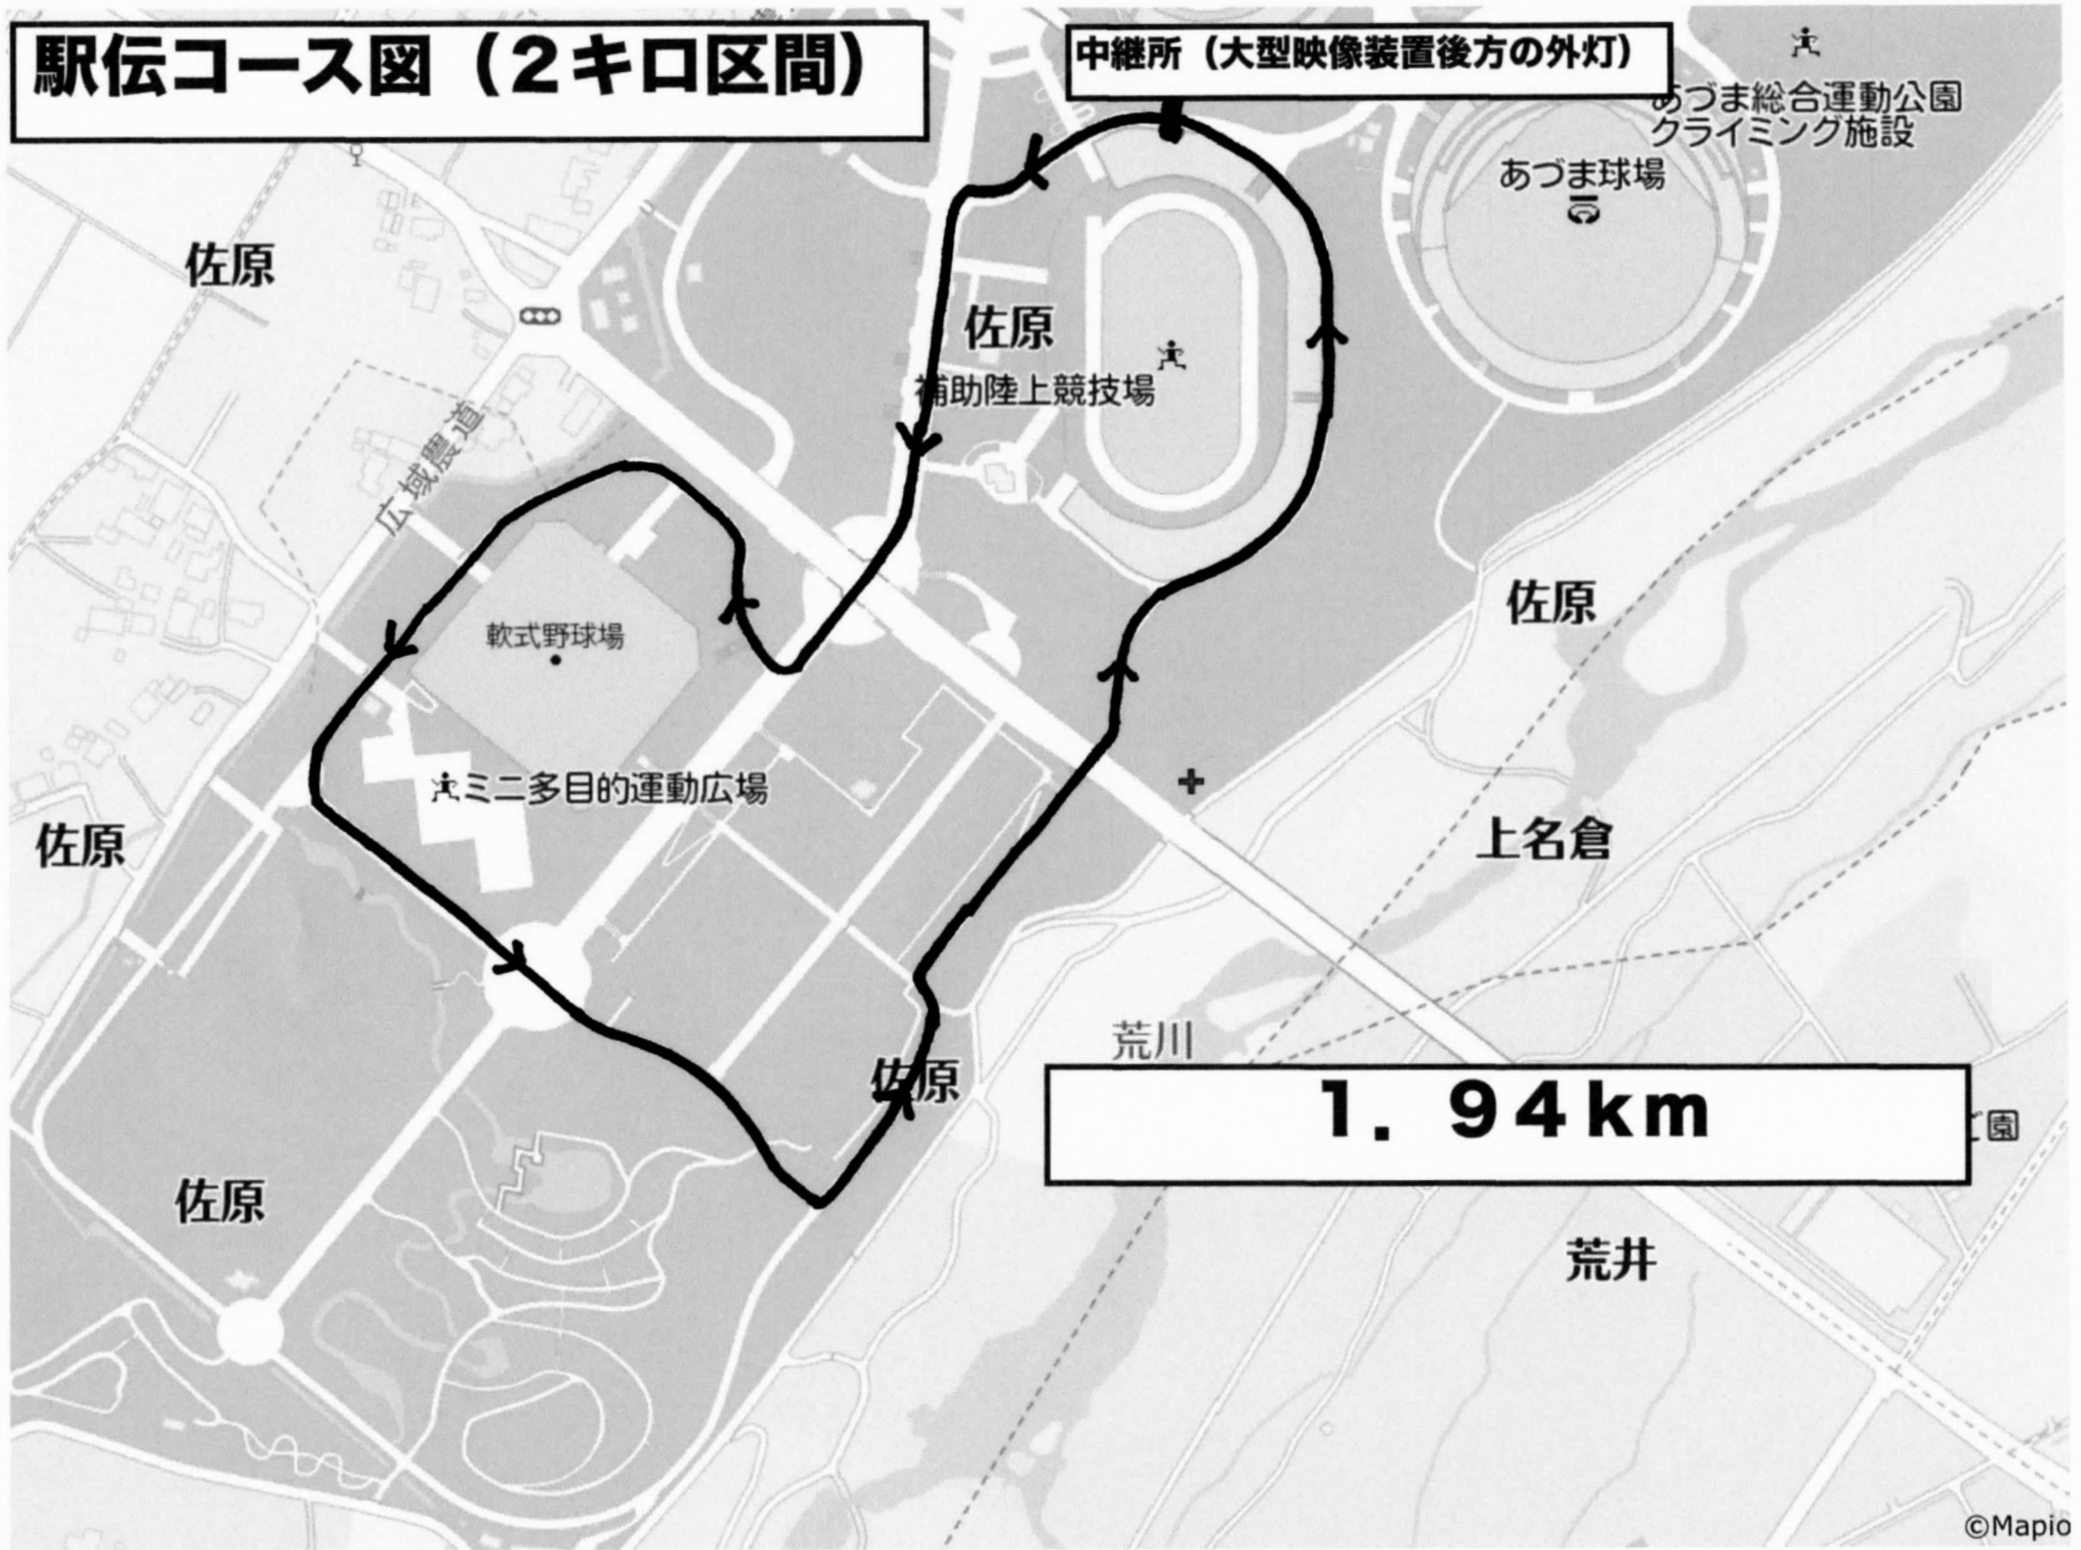 駅伝コース図（２キロ区間）
中継所（大型映像装置後方の外灯）
あづま総合運動公園
クライミング施設
あづま球場
佐原
佐原
補助陸上競技場
広域農道
軟式野球場
佐原
ミニ多目的運動広場
佐原
上名倉
荒川
佐原
１．９４ｋｍ
園
佐原
荒井
©Mapio